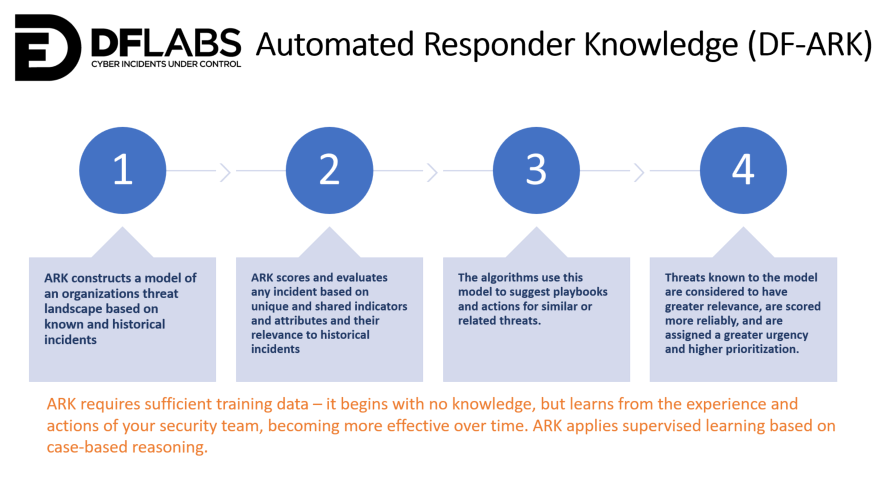 DFLABS
CYBER INCIDENTS UNDER CONTROL
Automated Responder Knowledge (DF-ARK)
1
2
3
4
ARK constructs a model of
an organizations threat
landscape based on
known and historical
incidents
ARK scores and evaluates
any incident based on
unique and shared indicators
and attributes and their
relevance to historical
incidents
The algorithms use this
model to suggest playbooks
and actions for similar or
related threats.
Threats known to the model
are considered to have
greater relevance, are scored
more reliably, and are
assigned a greater urgency
and higher prioritization.
ARK requires sufficient training data – it begins with no knowledge, but learns from the experience and
actions of your security team, becoming more effective over time. ARK applies supervised learning based on
case-based reasoning.